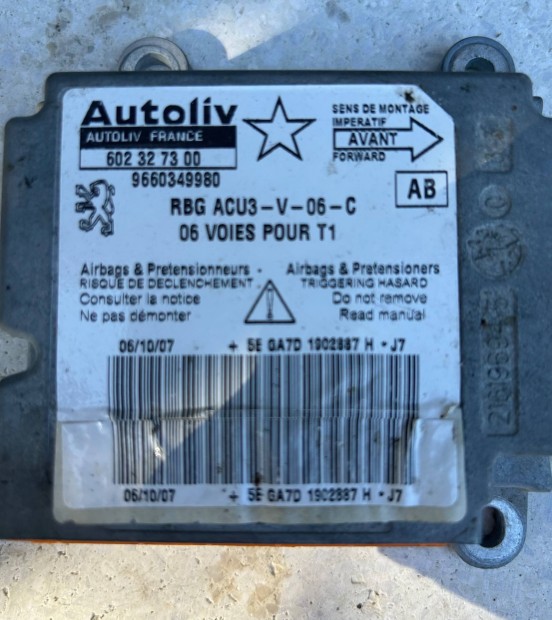 Autoliv
AUTOLIV FRANCE
602 32 73 00
9660349980
SENS DE MONTAGE
IMPERATIF
AVANT
FORWARD
AB
RBG ACU3-V-06-C
06 VOIES POUR T1
Airbags & Pretensionneurs -
RISQUE DE DECLENCHEMENT
Consulter la notice
Ne pas démonter
Airbags & Pretensioners
TRIGGERING HASARD
Do not remove
Read manual
06/10/07 + 5E GA7D 1902887 H - J7
06/10/07 + 5E GA7D 1902887 H - J7